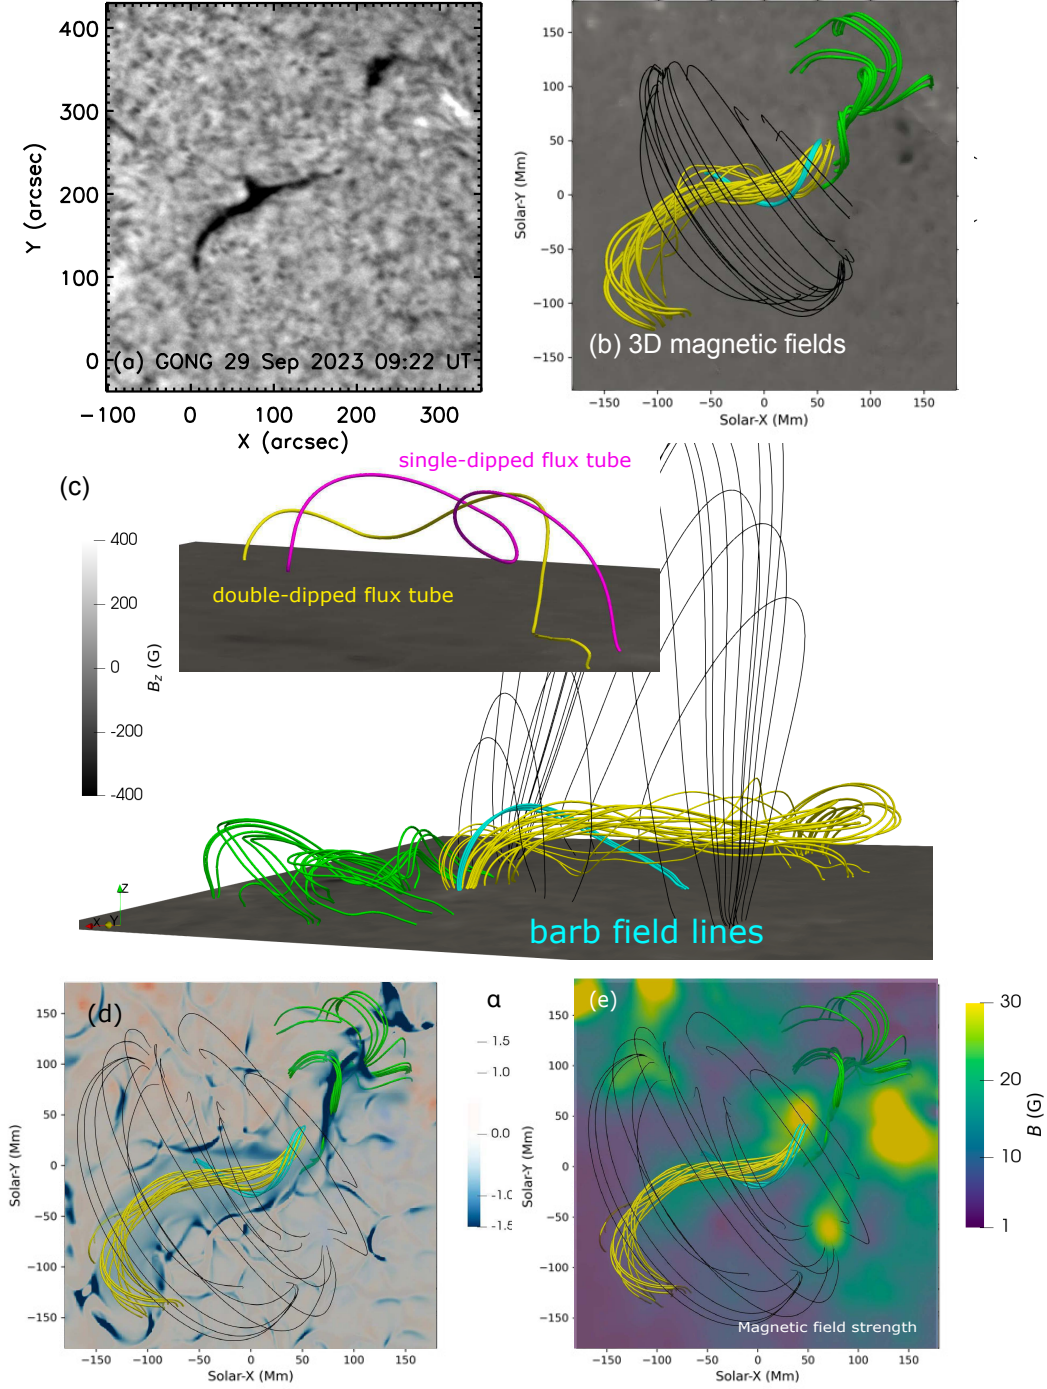 400
300
200
100
0
Y (arcsec)
(a) GONG 29 Sep 2023 09:22 UT
−100 0 100 200 300
X (arcsec)
150
100
50
0
−50
−100
−150
Solar-Y (Mm)
(b) 3D magnetic fields
−150 −100 −50 0 50 100 150
Solar-X (Mm)
(c)
single-dipped flux tube
double-dipped flux tube
400
200
0
-200
-400
Bz (G)
Z
X Y
barb field lines
(d)
150
100
50
0
−50
−100
−150
Solar-Y (Mm)
−150 −100 −50 0 50 100 150
Solar-X (Mm)
α
1.5
1.0
0.0
-1.0
-1.5
(e)
150
100
50
0
−50
−100
−150
Solar-Y (Mm)
Magnetic field strength
−150 −100 −50 0 50 100 150
Solar-X (Mm)
30
20
10
1
B (G)